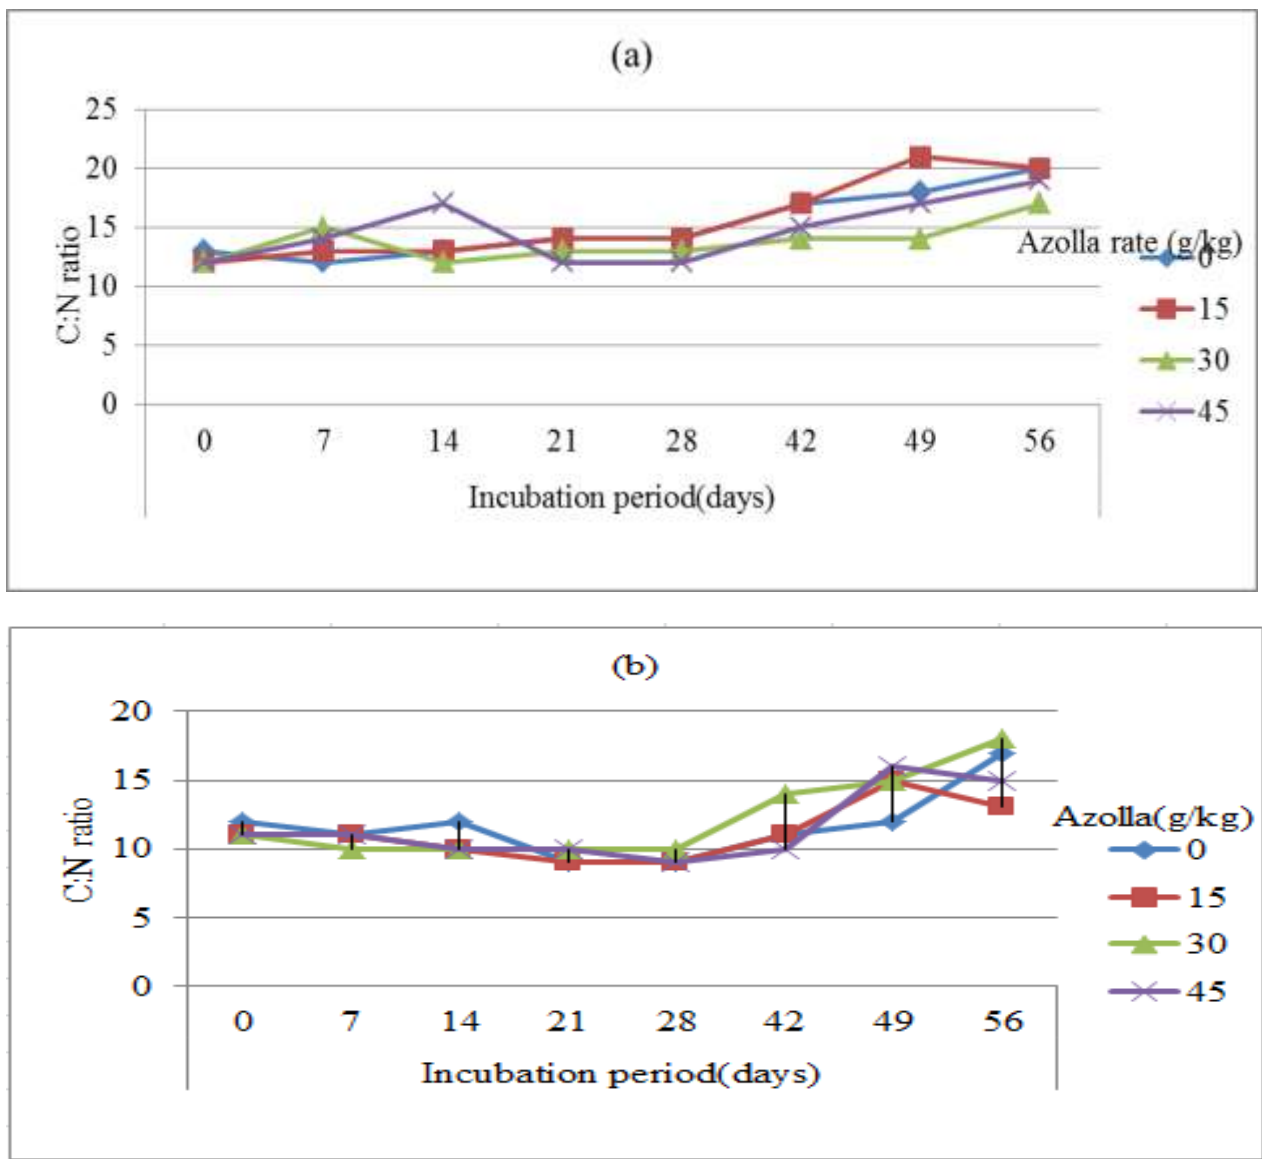 (a)
25
20
15
10
5
0
C:N ratio
0 7 14 21 28 42 49 56
Incubation period(days)
Azolla rate (g/kg)
0
15
30
45
(b)
20
15
10
5
0
C:N ratio
0 7 14 21 28 42 49 56
Incubation period(days)
Azolla(g/kg)
0
15
30
45